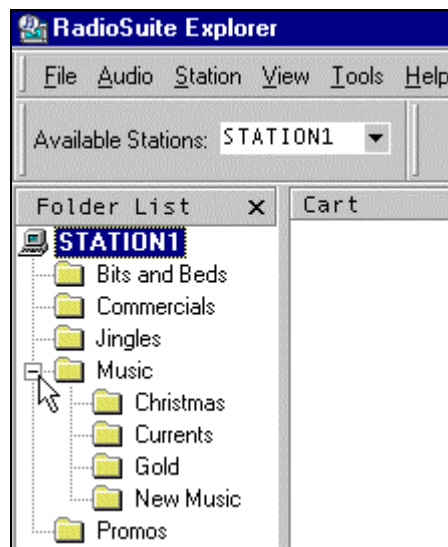 RadioSuite Explorer
File Audio Station View Tools Help
Available Stations: STATION1
Folder List Cart
STATION1
Bits and Beds
Commercials
Jingles
Music
Christmas
Currents
Gold
New Music
Promos